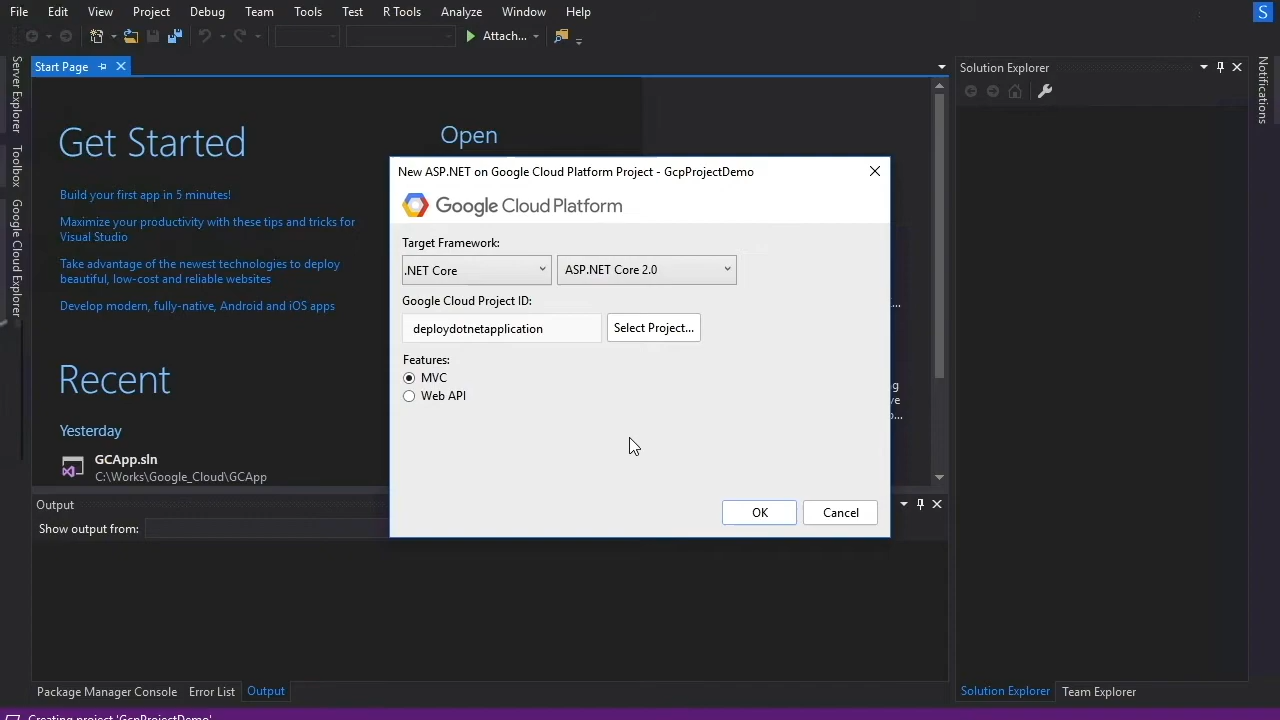 File Edit View Project Debug Team Tools Test R Tools Analyze Window Help
S
Attach...
Server Explorer
Toolbox
Google Cloud Explorer
Start Page
Get Started
Build your first app in 5 minutes!
Maximize your productivity with these tips and tricks for
Visual Studio
Take advantage of the newest technologies to deploy
beautiful, low-cost and reliable websites
Develop modern, fully-native, Android and iOS apps
Recent
Yesterday
GCApp.sln
C:\Works\Google_Cloud\GCApp
Open
New ASP.NET on Google Cloud Platform Project - GcpProjectDemo
Google Cloud Platform
Target Framework:
.NET Core
ASP.NET Core 2.0
Google Cloud Project ID:
deploydotnetapplication
Select Project...
Features:
MVC
Web API
OK
Cancel
Output
Show output from:
Package Manager Console Error List Output
Solution Explorer
Solution Explorer Team Explorer
Notifications
Creating project 'GcpProjectDemo'